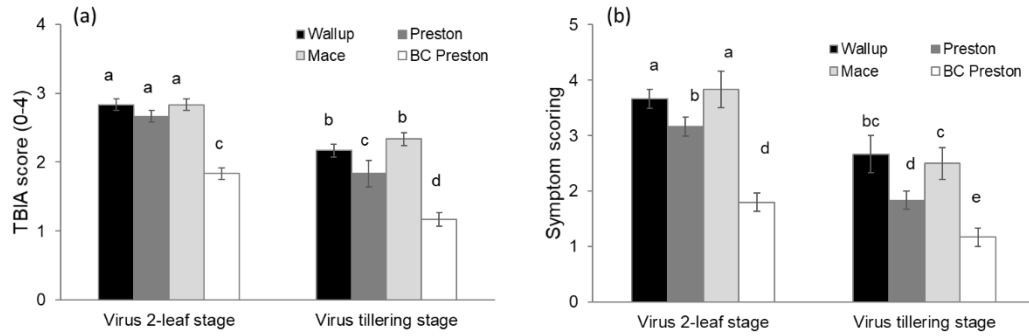 (a)
TBIA score (0-4)
4
3
2
1
0
Wallup
Preston
Mace
BC Preston
a
a
a
c
b
c
b
d
Virus 2-leaf stage
Virus tillering stage
(b)
Symptom scoring
5
4
3
2
1
0
Wallup
Preston
Mace
BC Preston
a
b
a
d
bc
d
c
e
Virus 2-leaf stage
Virus tillering stage